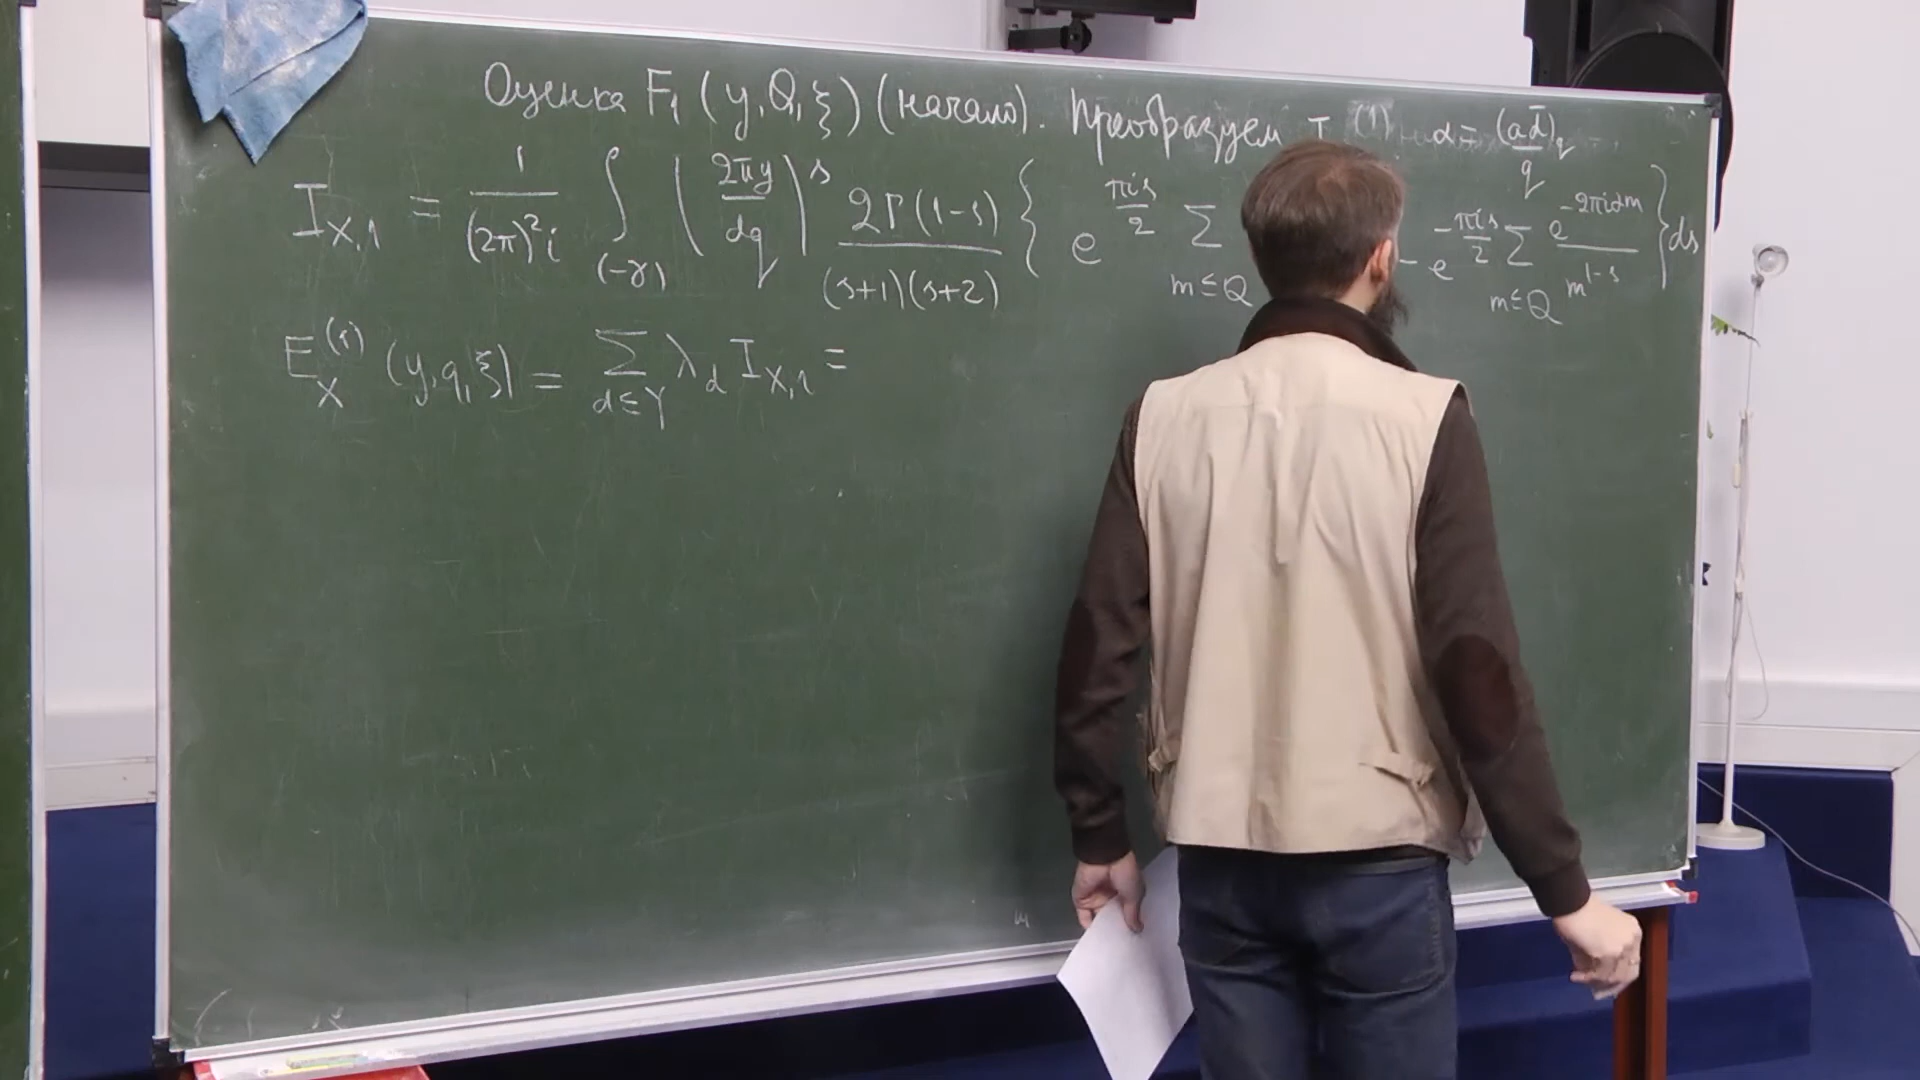 Оценка F₁(y,Q,ξ) (начало). Преобразуем I⁽¹⁾ α = (ad̄)_q / q
I_{X,1} = 1/((2π)² i) ∫_{(-γ)} (2πy/dq)^s 2Γ(1-s)/((s+1)(s+2)) { e^{πis/2} Σ_{m≤Q} - e^{-πis/2} Σ_{m≤Q} e^{-2πiαm}/m^{1-s} } ds
E_X^{(1)} (y,q,ξ) = Σ_{d≤Y} λ_d I_{X,1} =